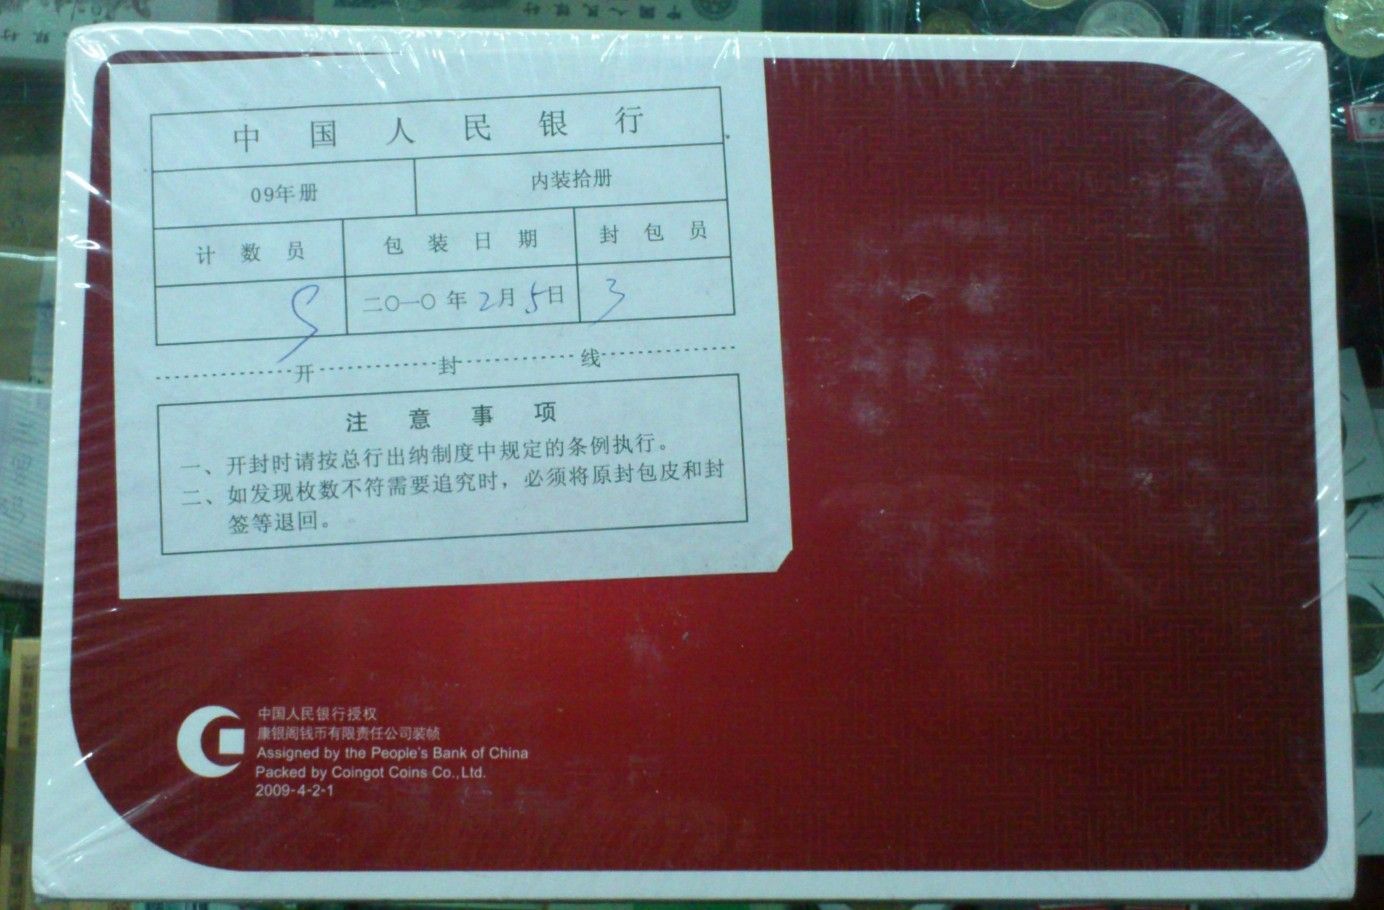 中国人民银行
09年册 内装拾册
计数员 包装日期 封包员
二〇一〇年2月5日 3
开封线
注意事项
一、开封时请按总行出纳制度中规定的条例执行。
二、如发现枚数不符需要追究时，必须将原封包皮和封
签等退回。
中国人民银行授权
康银阁钱币有限责任公司装帧
Assigned by the People's Bank of China
Packed by Coingot Coins Co.,Ltd.
2009-4-2-1